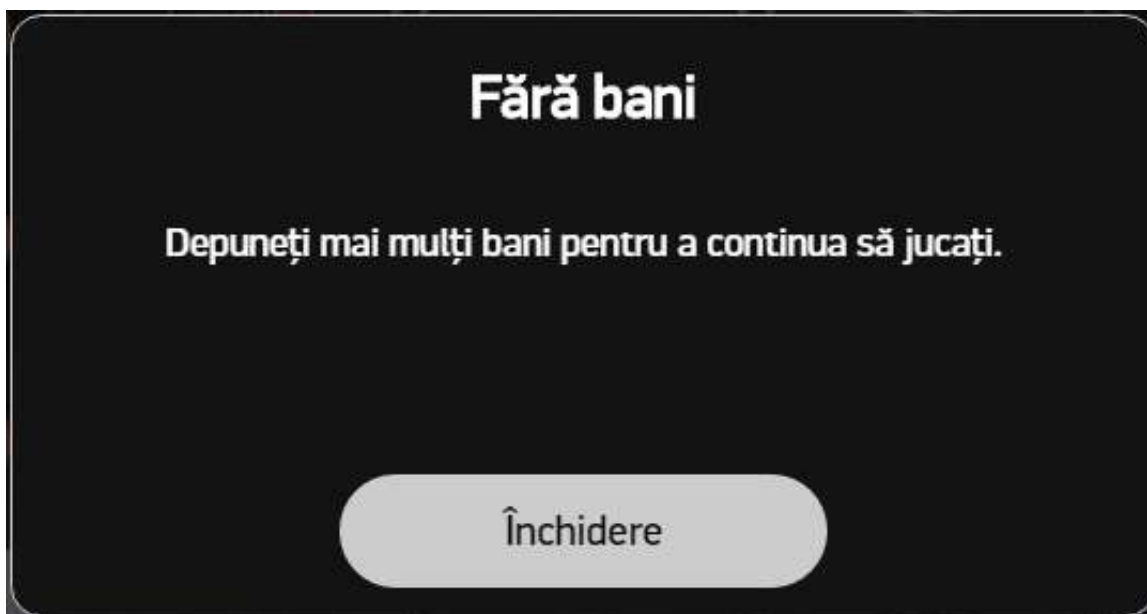 Fără bani
Depuneți mai mulți bani pentru a continua să jucați.
Închidere